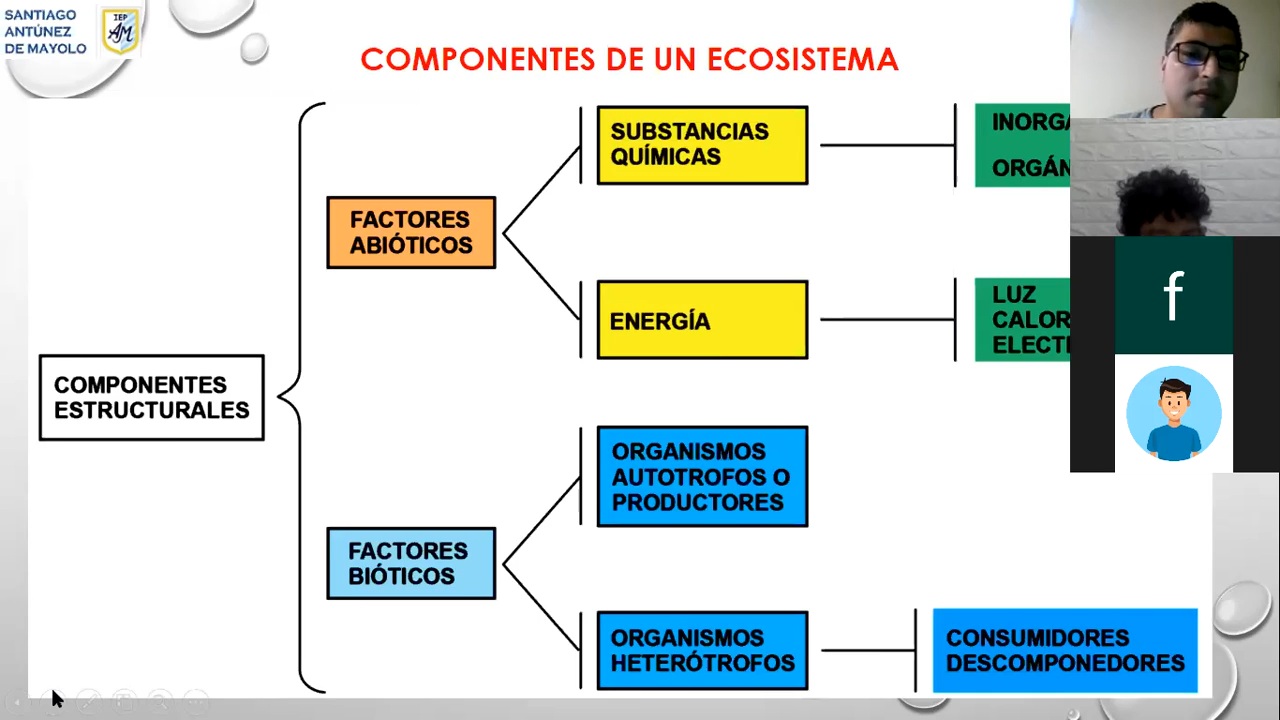 SANTIAGO
ANTÚNEZ
DE MAYOLO
IEP
AM
COMPONENTES DE UN ECOSISTEMA
SUBSTANCIAS
QUÍMICAS
FACTORES
ABIÓTICOS
ENERGÍA
LUZ
CALOR
COMPONENTES
ESTRUCTURALES
ORGANISMOS
AUTOTROFOS O
PRODUCTORES
FACTORES
BIÓTICOS
ORGANISMOS
HETERÓTROFOS
CONSUMIDORES
DESCOMPONEDORES
f